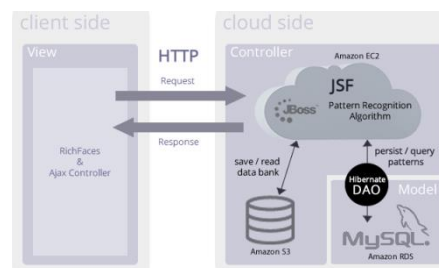 client side
View
RichFaces
&
Ajax Controller
HTTP
Request
Response
cloud side
Controller
Amazon EC2
JBoss
JSF
Pattern Recognition
Algorithm
save / read
data bank
persist / query
patterns
Hibernate
DAO
Model
Amazon S3
MySQL
Amazon RDS